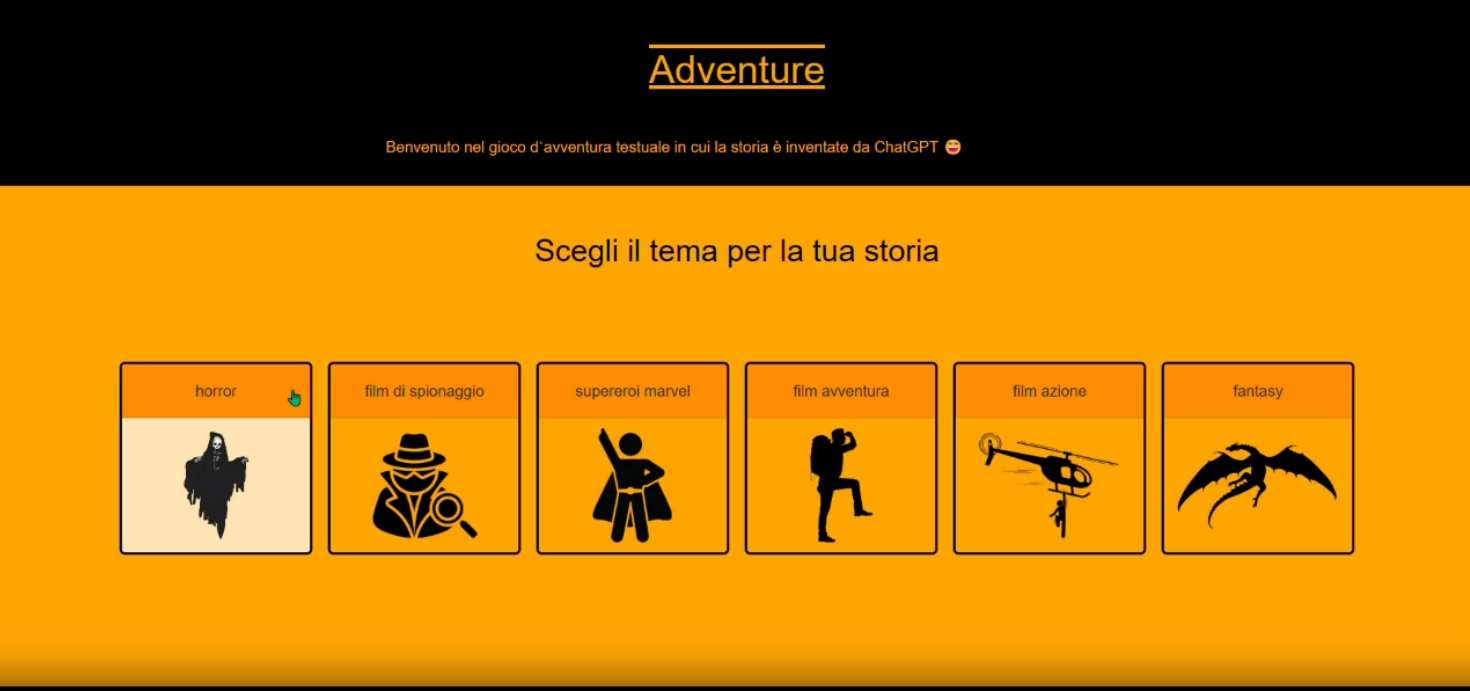 Adventure
Benvenuto nel gioco d'avventura testuale in cui la storia è inventate da ChatGPT 😄
Scegli il tema per la tua storia
horror
film di spionaggio
supereroi marvel
film avventura
film azione
fantasy